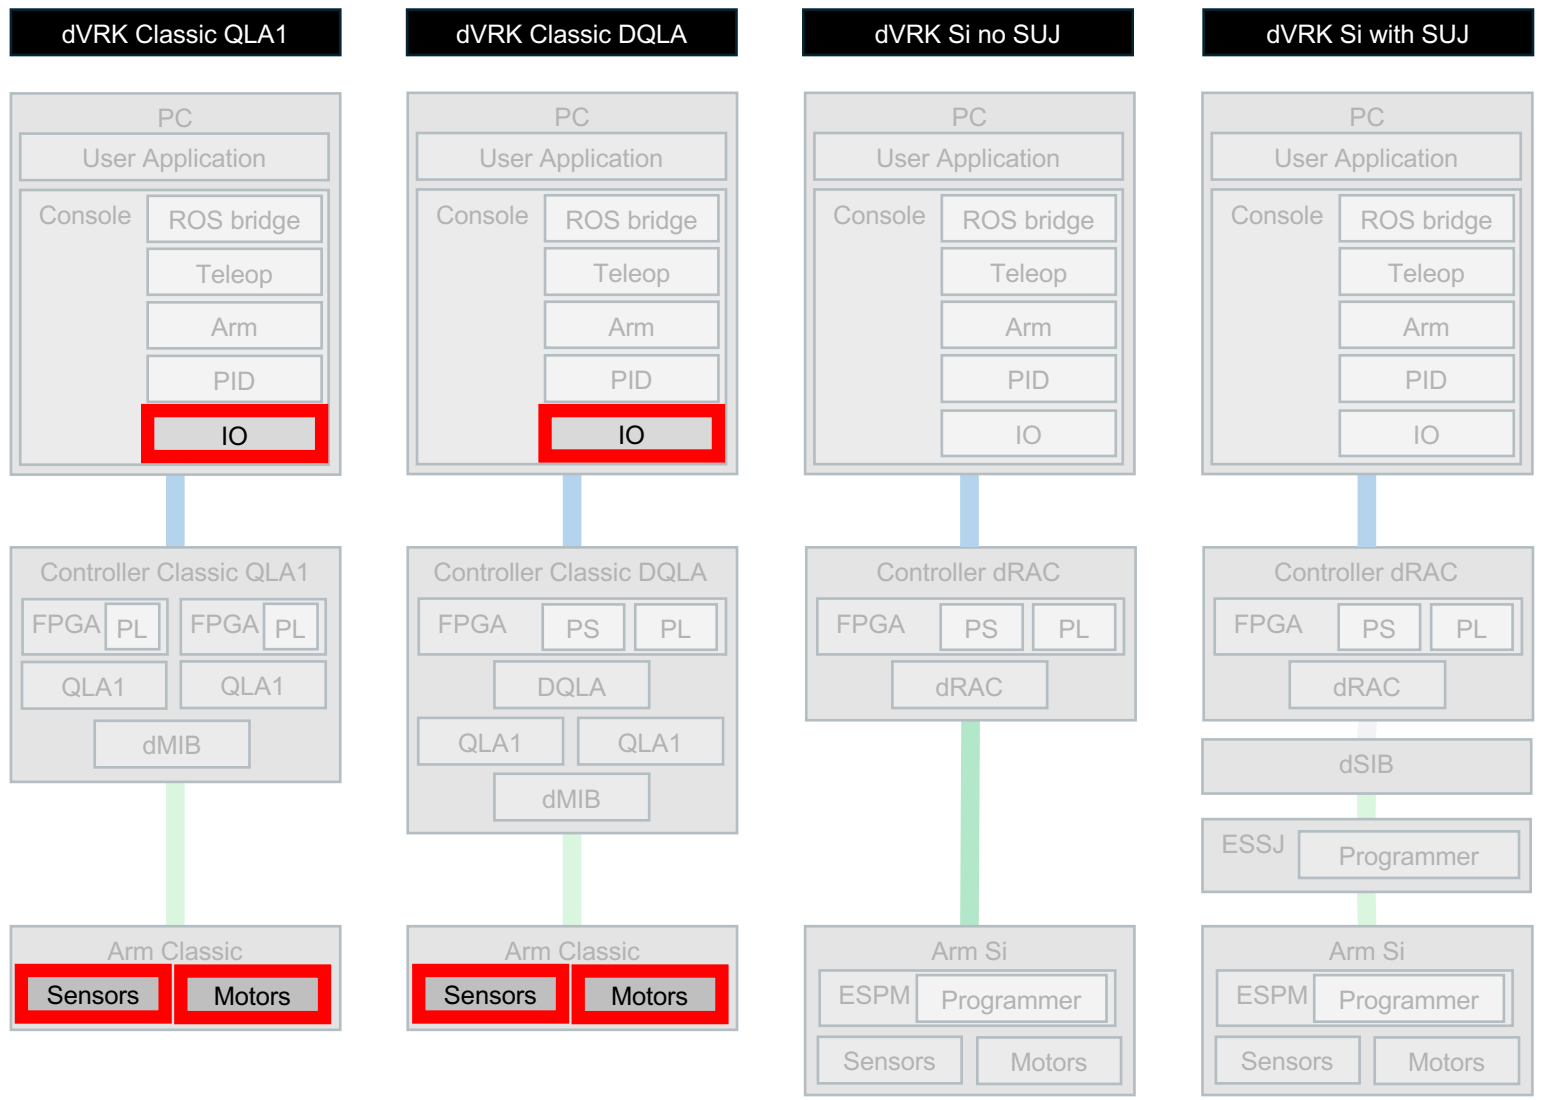 dVRK Classic QLA1
PC
User Application
Console
ROS bridge
Teleop
Arm
PID
IO
Controller Classic QLA1
FPGA
PL
FPGA
PL
QLA1
QLA1
dMIB
Arm Classic
Sensors
Motors
dVRK Classic DQLA
PC
User Application
Console
ROS bridge
Teleop
Arm
PID
IO
Controller Classic DQLA
FPGA
PS
PL
DQLA
QLA1
QLA1
dMIB
Arm Classic
Sensors
Motors
dVRK Si no SUJ
PC
User Application
Console
ROS bridge
Teleop
Arm
PID
IO
Controller dRAC
FPGA
PS
PL
dRAC
Arm Si
ESPM
Programmer
Sensors
Motors
dVRK Si with SUJ
PC
User Application
Console
ROS bridge
Teleop
Arm
PID
IO
Controller dRAC
FPGA
PS
PL
dRAC
dSIB
ESSJ
Programmer
Arm Si
ESPM
Programmer
Sensors
Motors